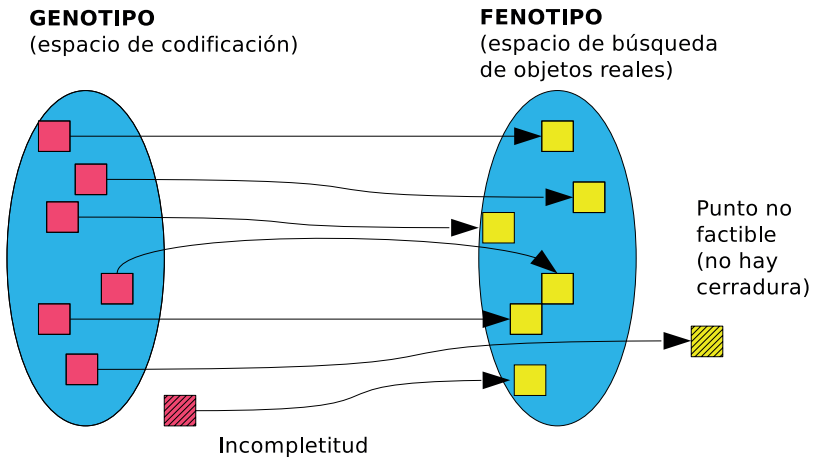 GENOTIPO
(espacio de codificación)
FENOTIPO
(espacio de búsqueda
de objetos reales)
Punto no
factible
(no hay
cerradura)
Incompletitud